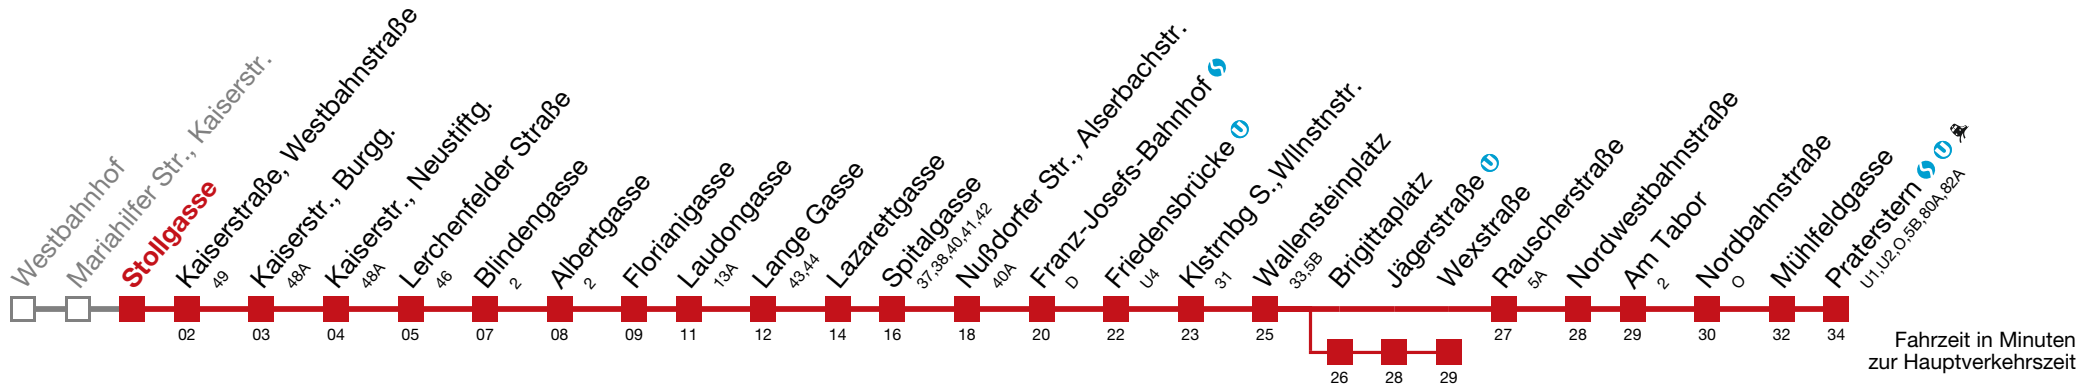 Westbahnhof
Mariahilfer Str., Kaiserstr.
Stollgasse
Kaiserstraße, Westbahnstraße
49
02
Kaiserstr., Burgg.
48A
03
Kaiserstr., Neustiftg.
48A
04
Lerchenfelder Straße
46
05
Blindengasse
2
07
Albertgasse
2
08
Florianigasse
09
Laudongasse
13A
11
Lange Gasse
43,44
12
Lazarettgasse
14
Spitalgasse
37,38,40,41,42
16
Nußdorfer Str., Alserbachstr.
40A
18
Franz-Josefs-Bahnhof S
D
20
Friedensbrücke U
U4
22
Klstrnbg S.,Wllnstnstr.
31
23
Wallensteinplatz
33,5B
25
Brigittaplatz
26
Jägerstraße U
28
Wexstraße
29
Rauscherstraße
5A
27
Nordwestbahnstraße
28
Am Tabor
2
29
Nordbahnstraße
O
30
Mühlfeldgasse
32
Praterstern S U
U1,U2,O,5B,80A,82A
34
Fahrzeit in Minuten
zur Hauptverkehrszeit